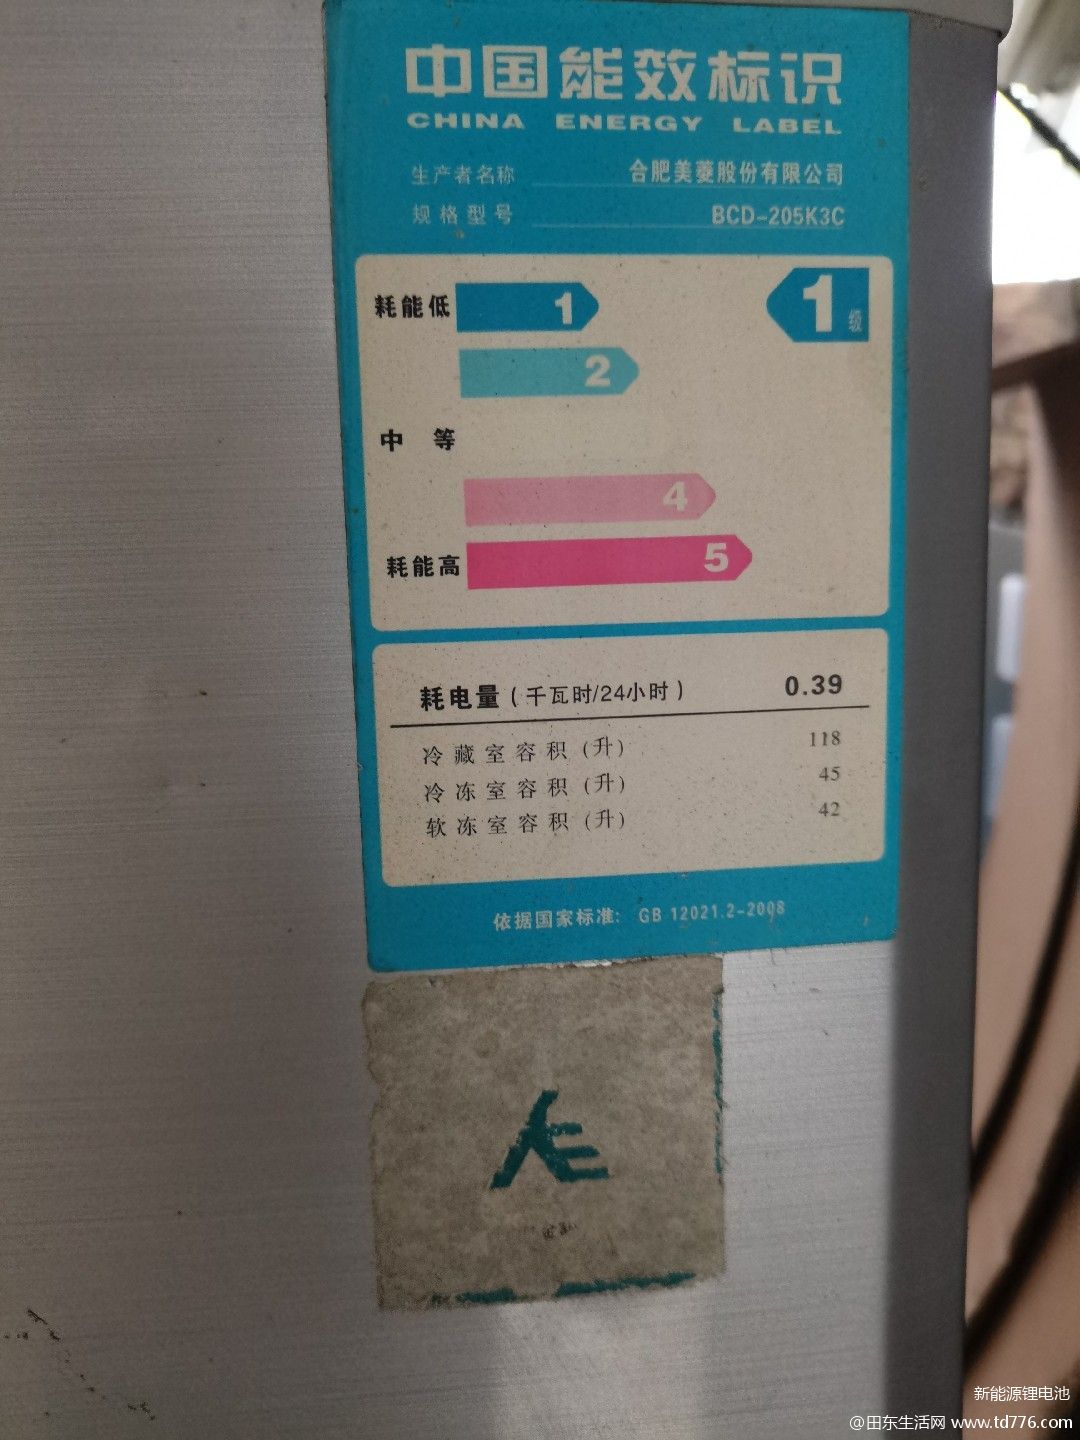 中国能效标识
CHINA ENERGY LABEL
生产者名称 合肥美菱股份有限公司
规格型号 BCD-205K3C
耗能低 1 1级
2
中 等
4
耗能高 5
耗电量(千瓦时/24小时) 0.39
冷藏室容积(升) 118
冷冻室容积(升) 45
软冻室容积(升) 42
依据国家标准: GB 12021.2-2008
新能源锂电池
@田东生活网 www.td776.com